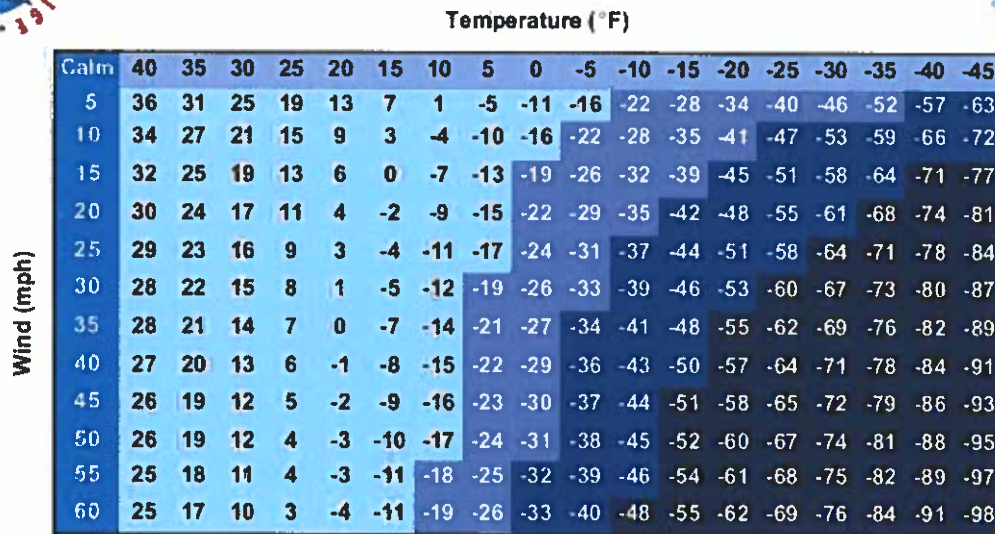 391
Temperature (°F)
Calm 40 35 30 25 20 15 10 5 0 -5 -10 -15 -20 -25 -30 -35 -40 -45
5 36 31 25 19 13 7 1 -5 -11 -16 -22 -28 -34 -40 -46 -52 -57 -63
10 34 27 21 15 9 3 -4 -10 -16 -22 -28 -35 -41 -47 -53 -59 -66 -72
15 32 25 19 13 6 0 -7 -13 -19 -26 -32 -39 -45 -51 -58 -64 -71 -77
20 30 24 17 11 4 -2 -9 -15 -22 -29 -35 -42 -48 -55 -61 -68 -74 -81
25 29 23 16 9 3 -4 -11 -17 -24 -31 -37 -44 -51 -58 -64 -71 -78 -84
30 28 22 15 8 1 -5 -12 -19 -26 -33 -39 -46 -53 -60 -67 -73 -80 -87
35 28 21 14 7 0 -7 -14 -21 -27 -34 -41 -48 -55 -62 -69 -76 -82 -89
40 27 20 13 6 -1 -8 -15 -22 -29 -36 -43 -50 -57 -64 -71 -78 -84 -91
45 26 19 12 5 -2 -9 -16 -23 -30 -37 -44 -51 -58 -65 -72 -79 -86 -93
50 26 19 12 4 -3 -10 -17 -24 -31 -38 -45 -52 -60 -67 -74 -81 -88 -95
55 25 18 11 4 -3 -11 -18 -25 -32 -39 -46 -54 -61 -68 -75 -82 -89 -97
60 25 17 10 3 -4 -11 -19 -26 -33 -40 -48 -55 -62 -69 -76 -84 -91 -98
Wind (mph)